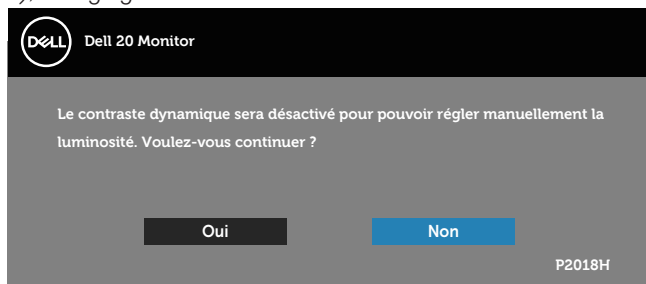 DELL
Dell 20 Monitor
Le contraste dynamique sera désactivé pour pouvoir régler manuellement la
luminosité. Voulez-vous continuer ?
Oui
Non
P2018H